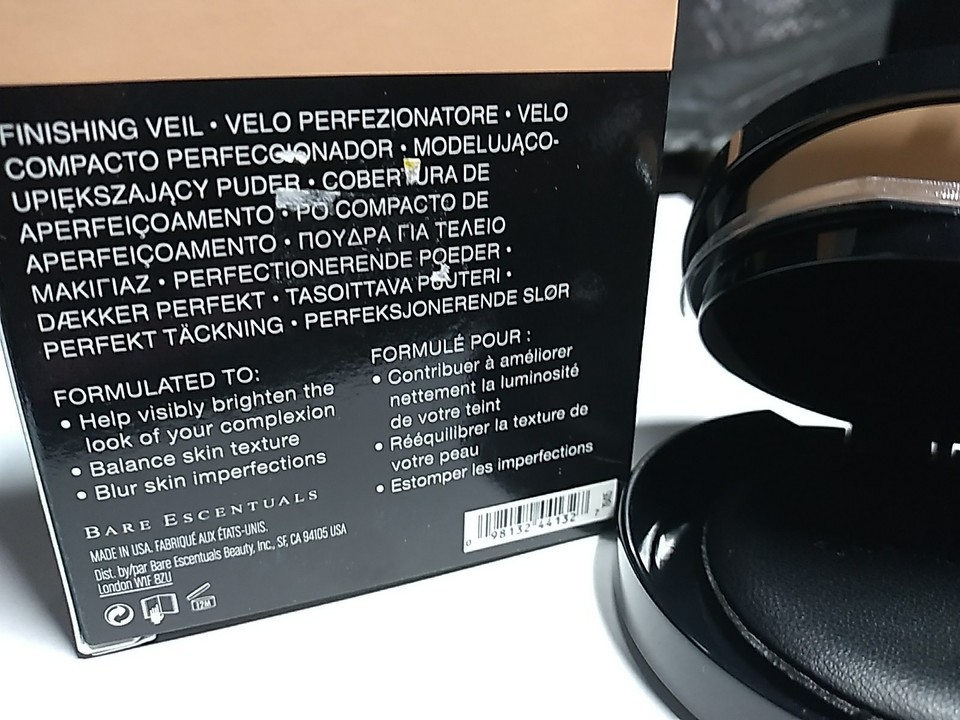 FINISHING VEIL • VELO PERFEZIONATORE • VELO
COMPACTO PERFECCIONADOR • MODELUJĄCO-
UPIĘKSZAJĄCY PUDER • COBERTURA DE
APERFEIÇOAMENTO • PÓ COMPACTO DE
APERFEIÇOAMENTO • ΠΟΥΔΡΑ ΓΙΑ ΤΕΛΕΙΟ
ΜΑΚΙΓΙΑΖ • PERFECTIONERENDE POEDER •
DÆKKER PERFEKT • TASOITTAVA PUUTERI •
PERFEKT TÄCKNING • PERFEKSJONERENDE SLØR
FORMULATED TO:
• Help visibly brighten the
look of your complexion
• Balance skin texture
• Blur skin imperfections
FORMULÉ POUR :
• Contribuer à améliorer
nettement la luminosité
de votre teint
• Rééquilibrer la texture de
votre peau
• Estomper les imperfections
BARE ESCENTUALS
MADE IN USA. FABRIQUÉ AUX ÉTATS-UNIS.
Dist. by/par Bare Escentuals Beauty, Inc., SF, CA 94105 USA
London W1F 8ZU
12M
0 98132 44132 7